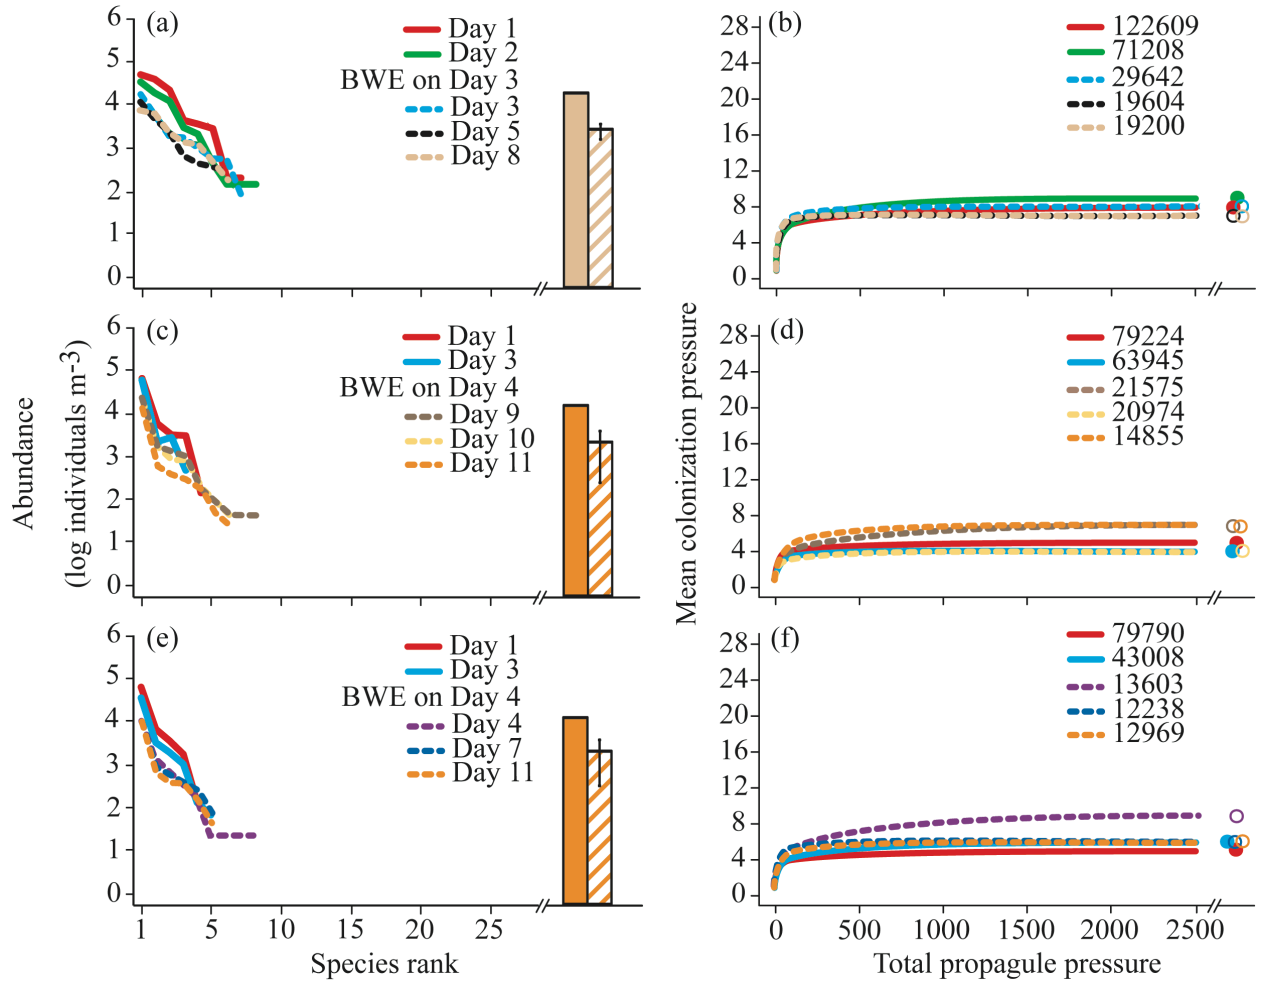 (a)
6
5
4
3
2
1
0
Day 1
Day 2
BWE on Day 3
Day 3
Day 5
Day 8
(b)
28
24
20
16
12
8
4
0
122609
71208
29642
19604
19200
(c)
6
5
4
3
2
1
0
Day 1
Day 3
BWE on Day 4
Day 9
Day 10
Day 11
(d)
28
24
20
16
12
8
4
0
79224
63945
21575
20974
14855
(e)
6
5
4
3
2
1
0
Day 1
Day 3
BWE on Day 4
Day 4
Day 7
Day 11
1 5 10 15 20 25
Species rank
Abundance
(log individuals m-3)
(f)
28
24
20
16
12
8
4
0
79790
43008
13603
12238
12969
0 500 1000 1500 2000 2500
Total propagule pressure
Mean colonization pressure